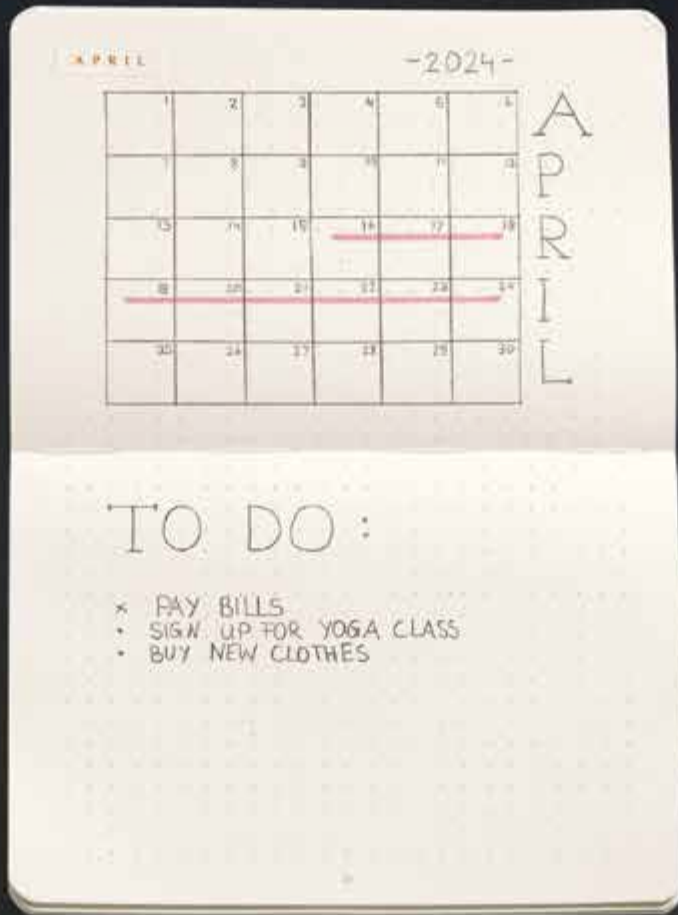 APRIL
-2024-
1 2 3 4 5 6
7 8 9 10 11 12
13 14 15 16 17 18
19 20 21 22 23 24
25 26 27 28 29 30
APRIL
TO DO:
× PAY BILLS
• SIGN UP FOR YOGA CLASS
• BUY NEW CLOTHES